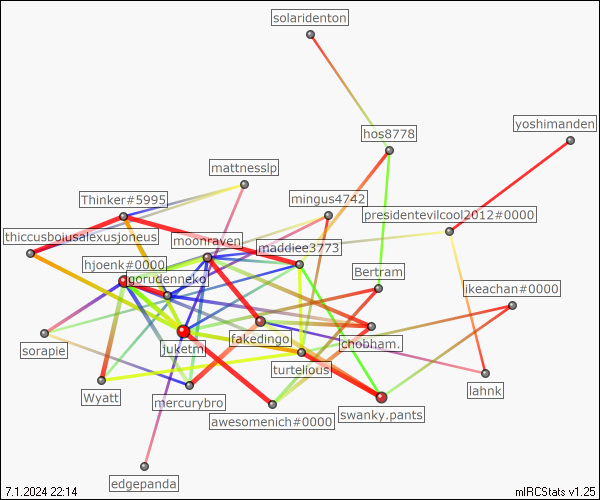 solaridenton
yoshimanden
hos8778
mattnesslp
Thinker#5995
mingus4742
presidentevilcool2012#0000
thiccusboiusalexusjoneus
moonraven
maddiee3773
hjoenk#0000
gorudenneko
Bertram
ikeachan#0000
sorapie
juketm
fakedingo
chobham.
turtelious
lahnk
Wyatt
mercurybro
awesomenich#0000
swanky.pants
edgepanda
7.1.2024 22:14
mIRCStats v1.25